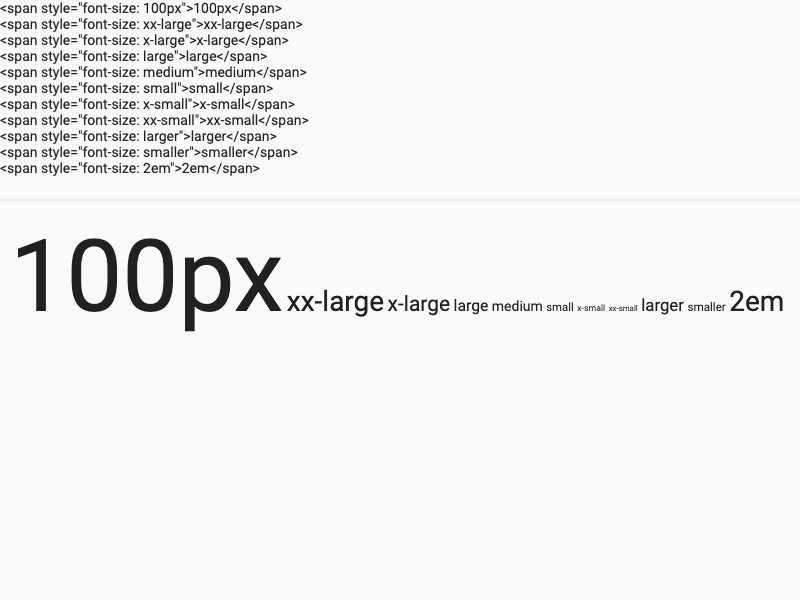 <span style="font-size: 100px">100px</span>
<span style="font-size: xx-large">xx-large</span>
<span style="font-size: x-large">x-large</span>
<span style="font-size: large">large</span>
<span style="font-size: medium">medium</span>
<span style="font-size: small">small</span>
<span style="font-size: x-small">x-small</span>
<span style="font-size: xx-small">xx-small</span>
<span style="font-size: larger">larger</span>
<span style="font-size: smaller">smaller</span>
<span style="font-size: 2em">2em</span>
100px xx-large x-large large medium small x-small xx-small larger smaller 2em